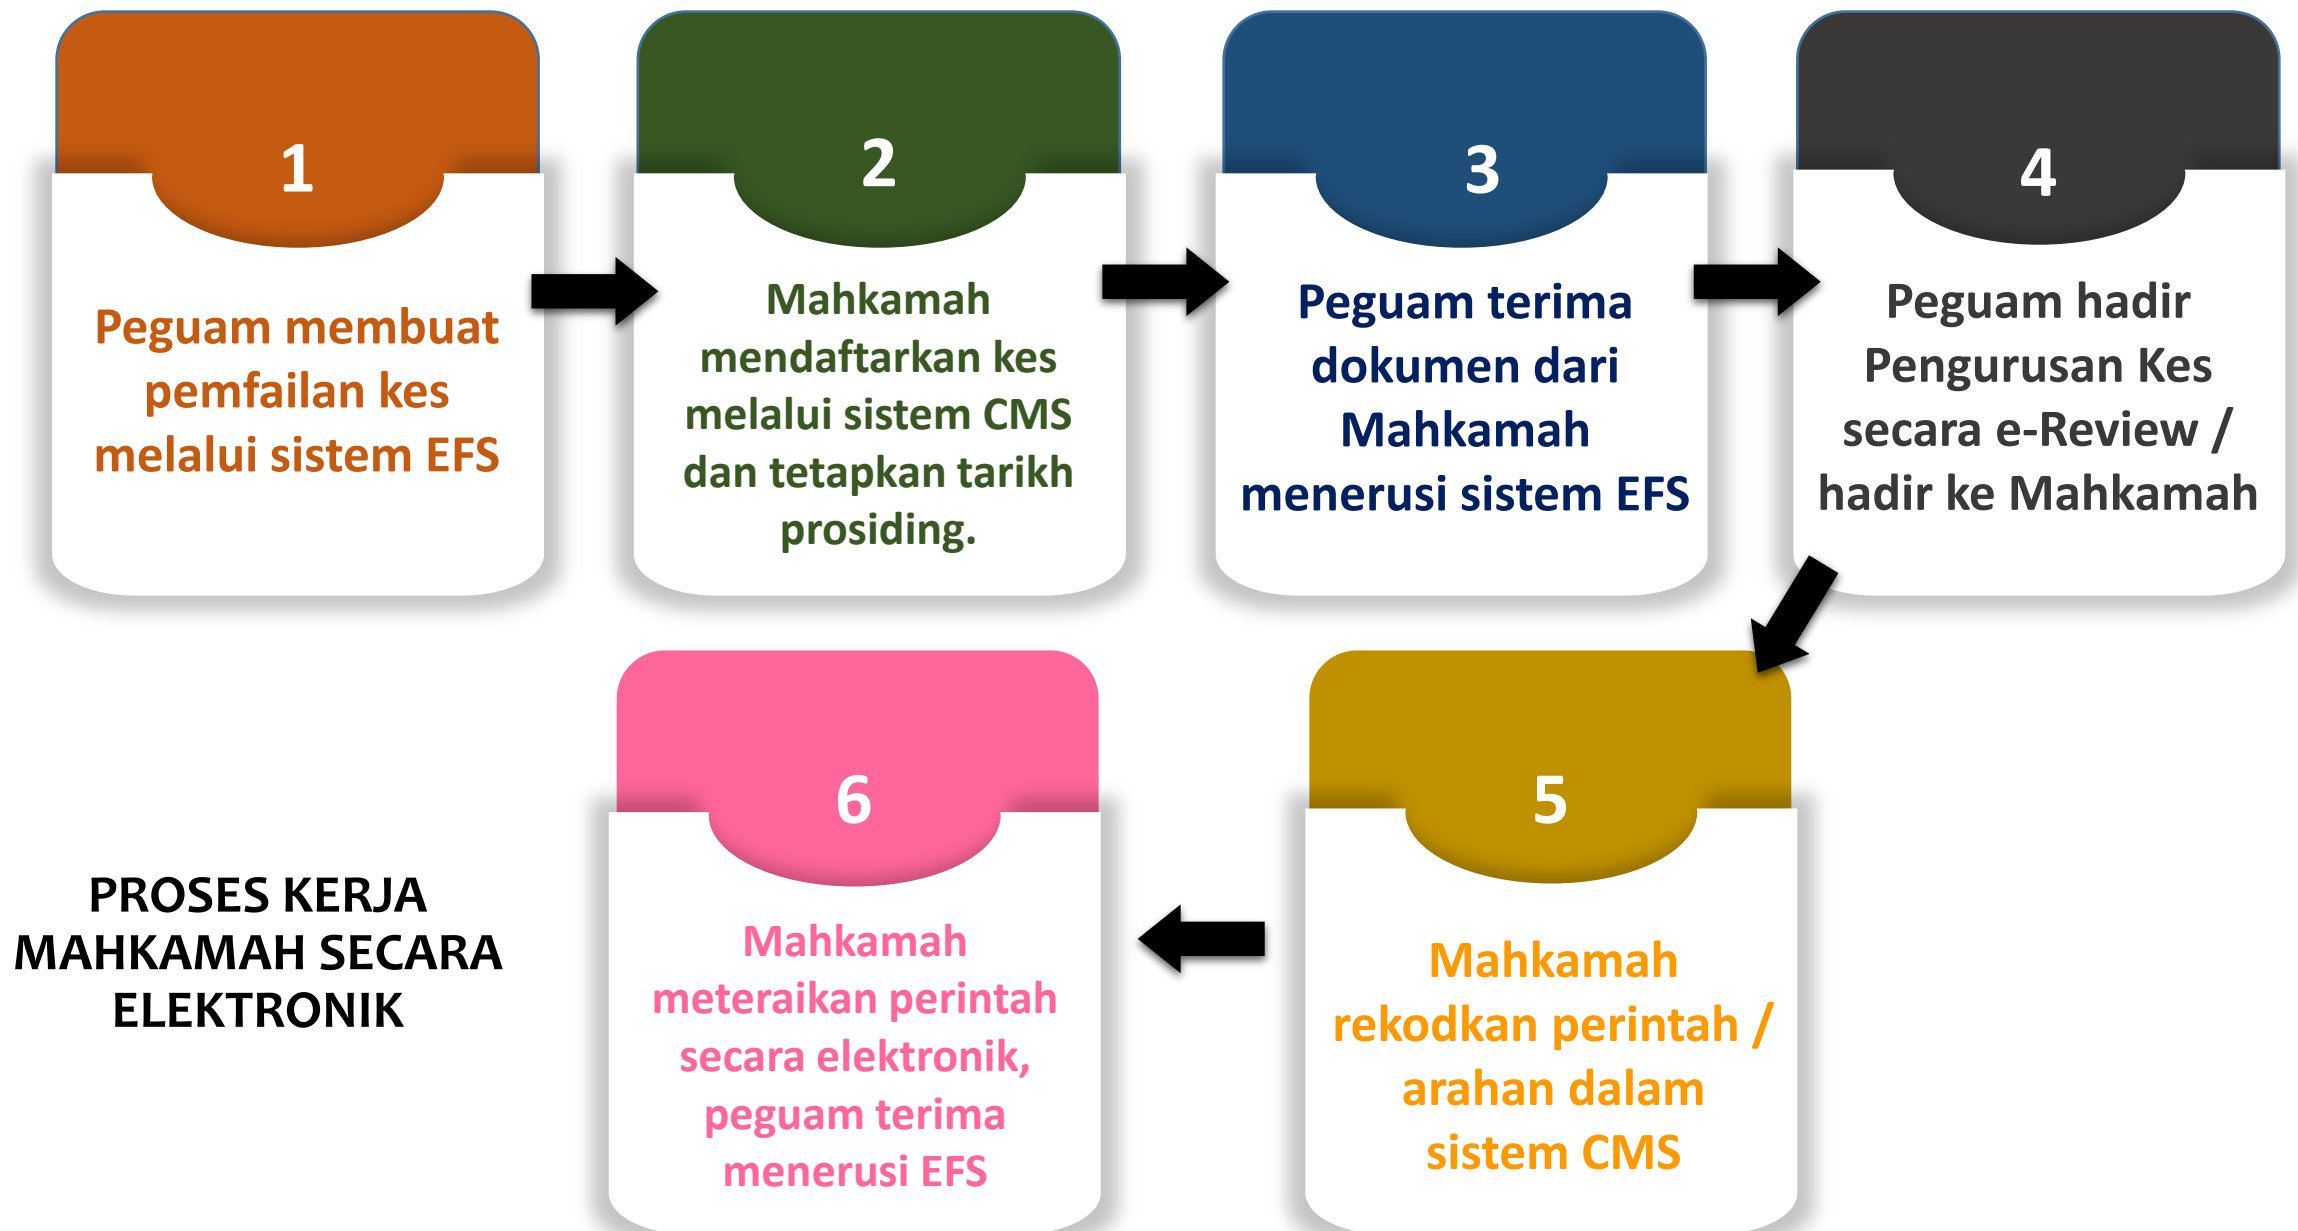 1
Peguam membuat
pemfailan kes
melalui sistem EFS
2
Mahkamah
mendaftarkan kes
melalui sistem CMS
dan tetapkan tarikh
prosiding.
3
Peguam terima
dokumen dari
Mahkamah
menerusi sistem EFS
4
Peguam hadir
Pengurusan Kes
secara e-Review /
hadir ke Mahkamah
5
Mahkamah
rekodkan perintah /
arahan dalam
sistem CMS
6
Mahkamah
meteraikan perintah
secara elektronik,
peguam terima
menerusi EFS
PROSES KERJA
MAHKAMAH SECARA
ELEKTRONIK